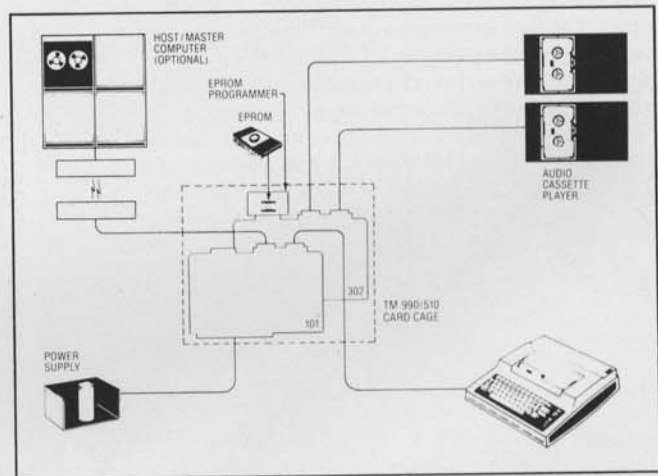 HOST/MASTER
COMPUTER
(OPTIONAL)
EPROM
PROGRAMMER
EPROM
AUDIO
CASSETTE
PLAYER
302
101
TM 990/510
CARD CAGE
POWER
SUPPLY